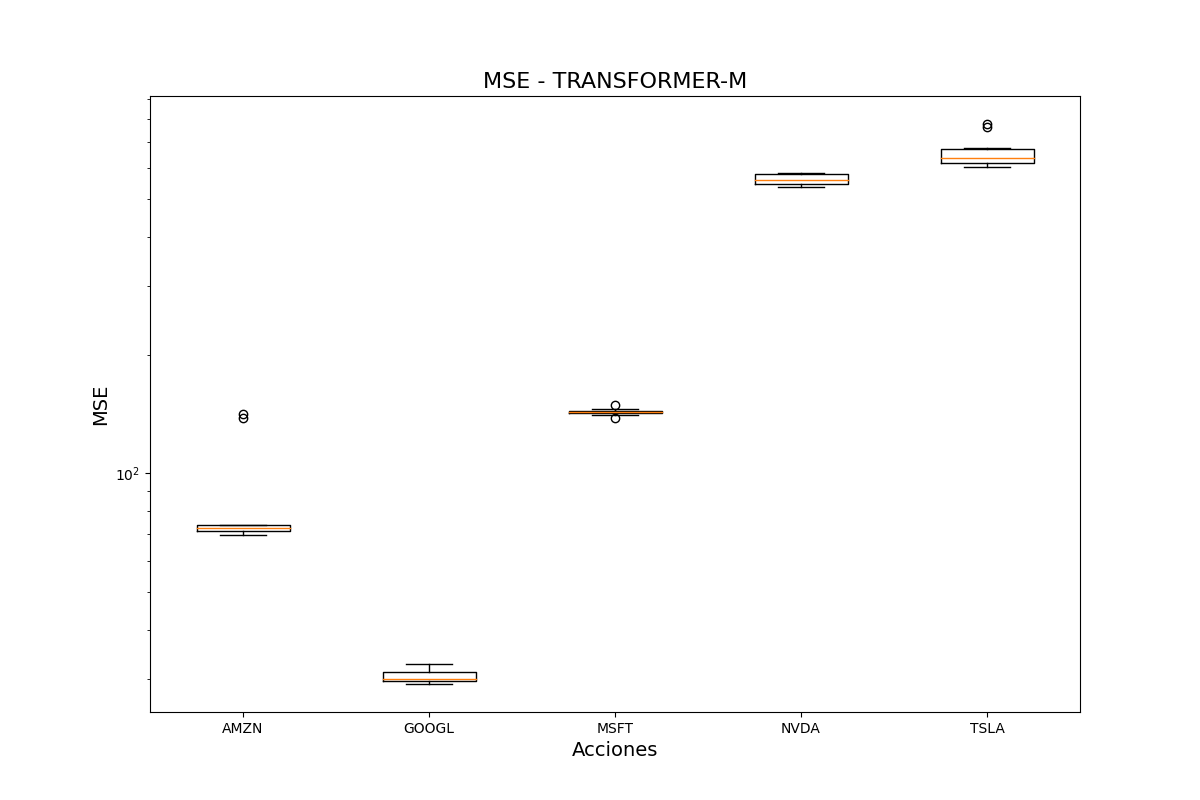 MSE - TRANSFORMER-M
MSE
10²
AMZN GOOGL MSFT NVDA TSLA
Acciones